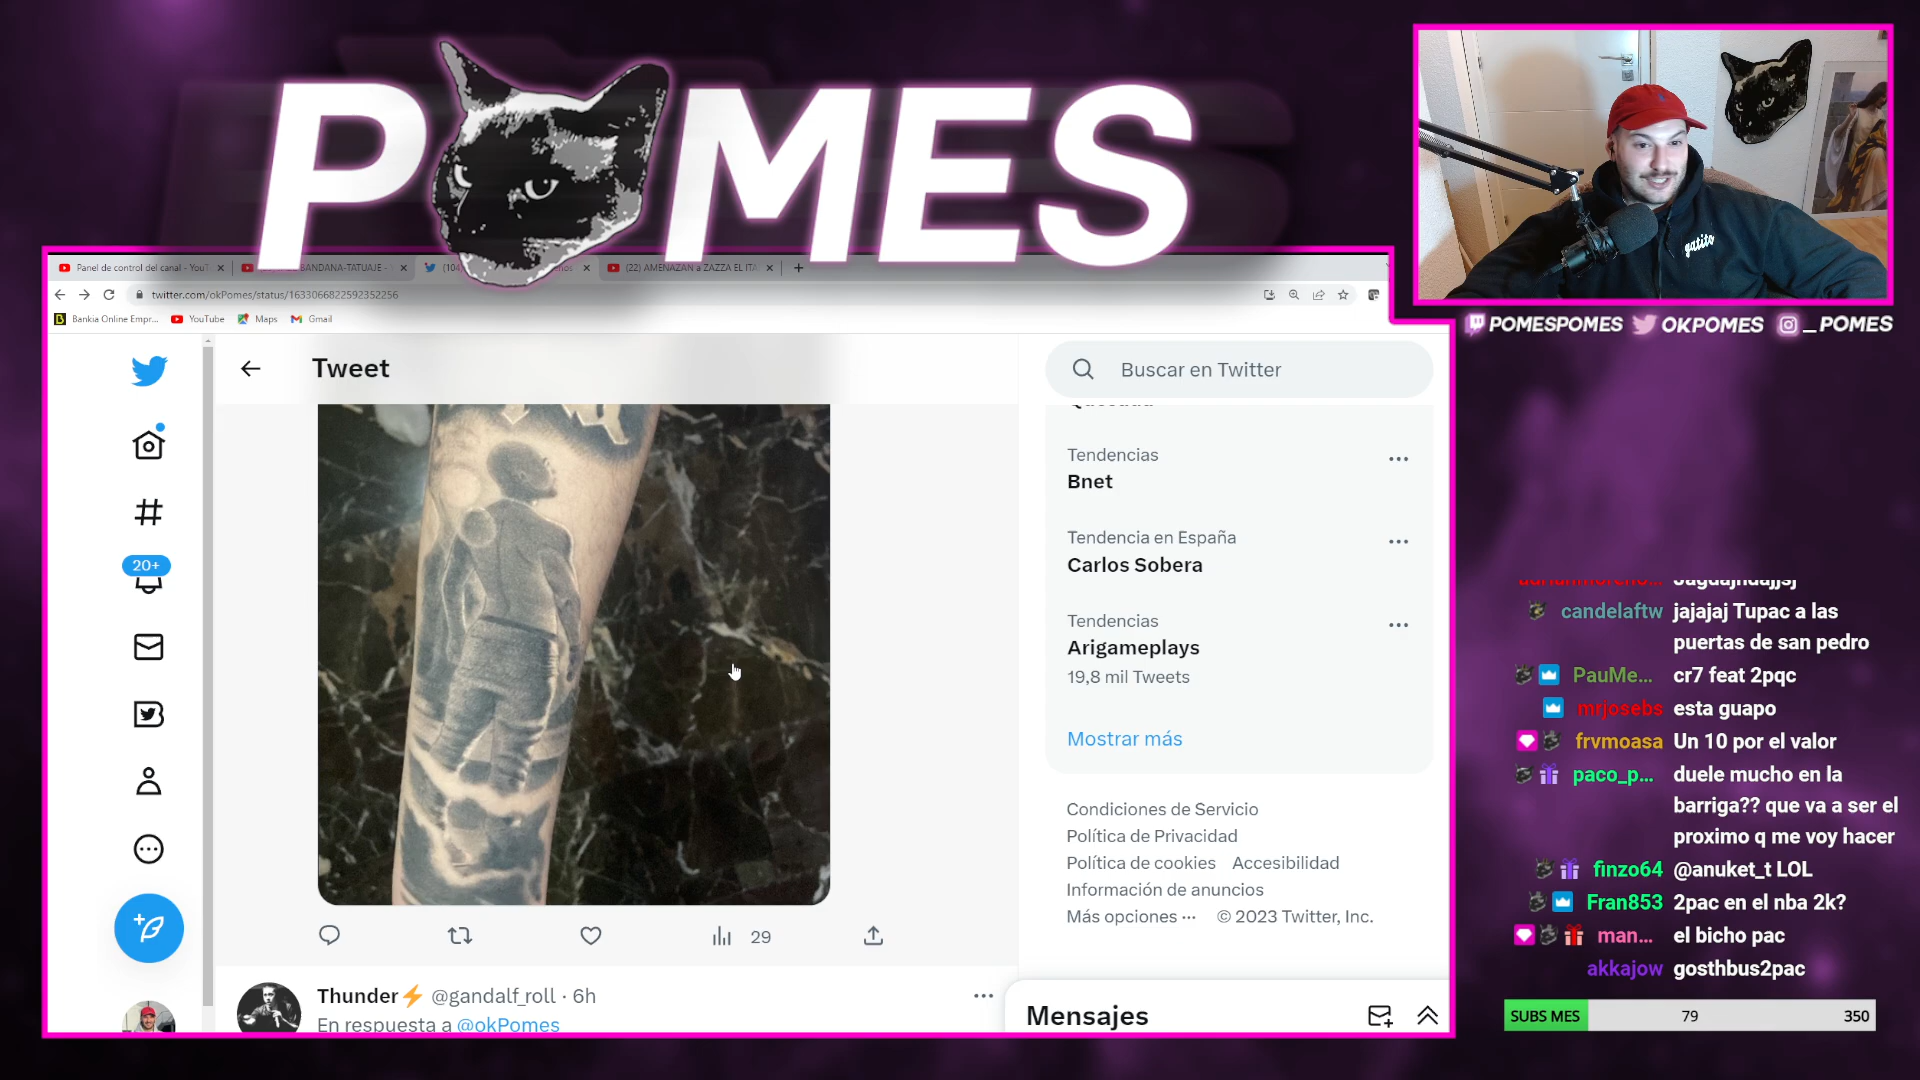 POMES
Panel de control del canal - YouT
BANDANA-TATUAJE -
(22) AMENAZAN a ZAZZA EL ITA
twitter.com/okPomes/status/1633066822592352256
Bankia Online Empr...
YouTube
Maps
Gmail
gatito
POMESPOMES
OKPOMES
_POMES
Tweet
Buscar en Twitter
Tendencias
Bnet
Tendencia en España
Carlos Sobera
Tendencias
Arigameplays
19,8 mil Tweets
Mostrar más
Condiciones de Servicio
Política de Privacidad
Política de cookies Accesibilidad
Información de anuncios
Más opciones ··· © 2023 Twitter, Inc.
20+
29
Thunder⚡ @gandalf_roll · 6h
En respuesta a @okPomes
Mensajes
candelaftw jajajaj Tupac a las
puertas de san pedro
PauMe... cr7 feat 2pqc
mrjosebs esta guapo
frvmoasa Un 10 por el valor
paco_p... duele mucho en la
barriga?? que va a ser el
proximo q me voy hacer
finzo64 @anuket_t LOL
Fran853 2pac en el nba 2k?
man... el bicho pac
akkajow gosthbus2pac
SUBS MES 79 350